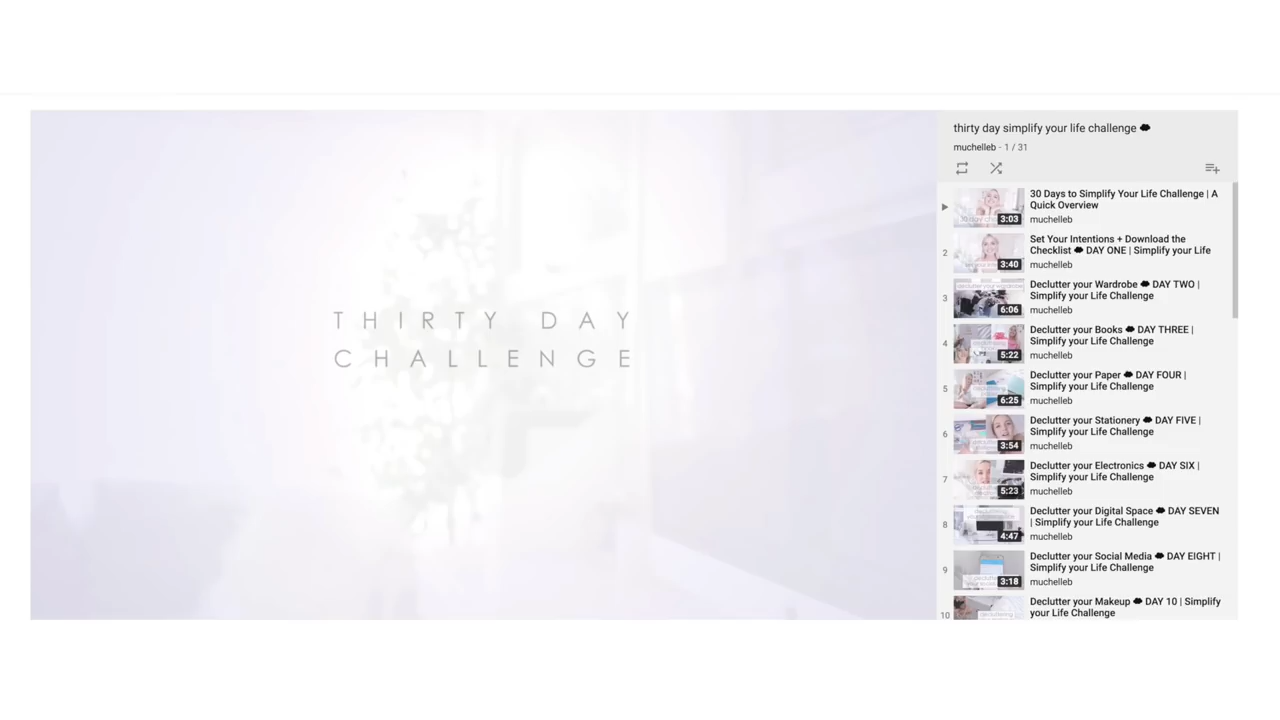 THIRTY DAY
CHALLENGE
thirty day simplify your life challenge
muchelleb - 1 / 31
30 Days to Simplify Your Life Challenge | A
Quick Overview
muchelleb
3:03
2
Set Your Intentions + Download the
Checklist DAY ONE | Simplify your Life
muchelleb
3:40
3
Declutter your Wardrobe DAY TWO |
Simplify your Life Challenge
muchelleb
6:06
4
Declutter your Books DAY THREE |
Simplify your Life Challenge
muchelleb
5:22
5
Declutter your Paper DAY FOUR |
Simplify your Life Challenge
muchelleb
6:25
6
Declutter your Stationery DAY FIVE |
Simplify your Life Challenge
muchelleb
3:54
7
Declutter your Electronics DAY SIX |
Simplify your Life Challenge
muchelleb
5:23
8
Declutter your Digital Space DAY SEVEN
| Simplify your Life Challenge
muchelleb
4:47
9
Declutter your Social Media DAY EIGHT |
Simplify your Life Challenge
muchelleb
3:18
10
Declutter your Makeup DAY 10 | Simplify
your Life Challenge